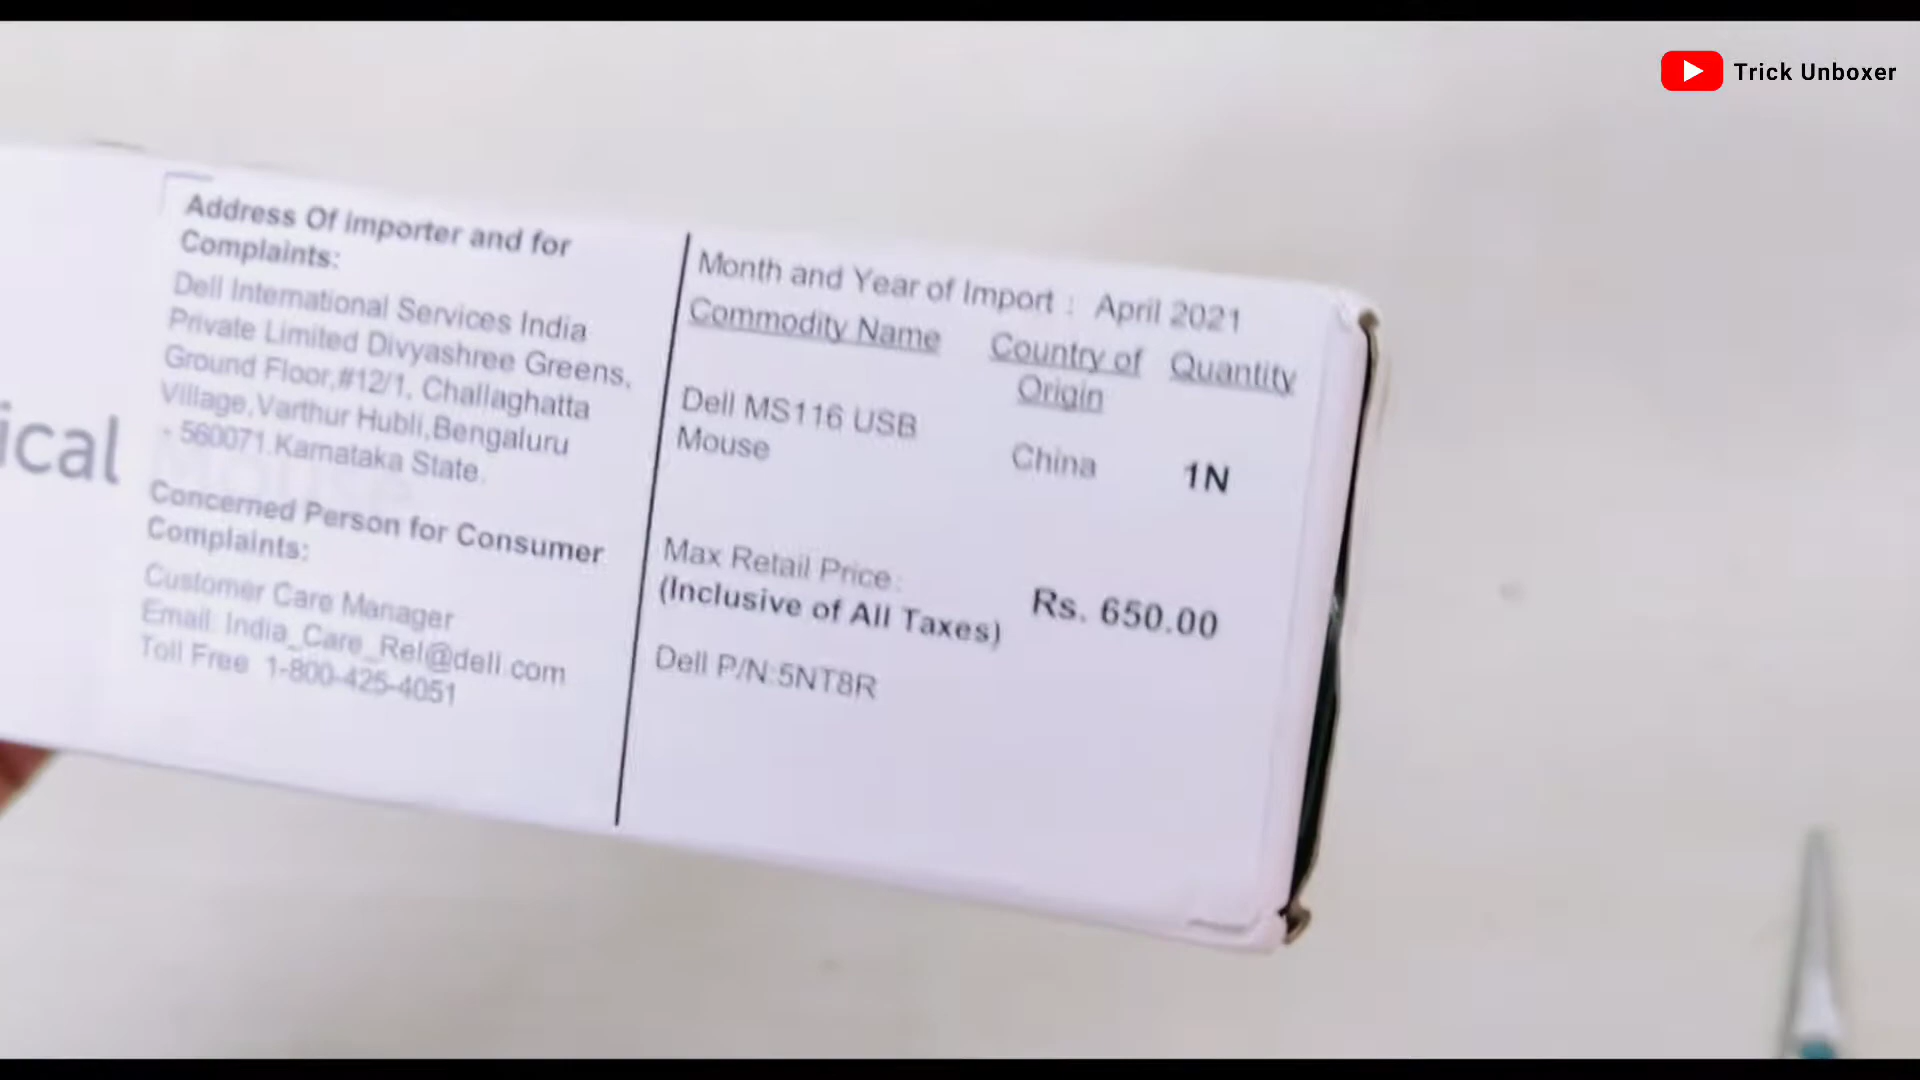 Trick Unboxer
ical
Address Of importer and for
Complaints:
Dell International Services India
Private Limited Divyashree Greens,
Ground Floor,#12/1, Challaghatta
Village,Varthur Hubli,Bengaluru
- 560071.Karnataka State.
Concerned Person for Consumer
Complaints:
Customer Care Manager
Email: India_Care_Rel@dell.com
Toll Free 1-800-425-4051
Month and Year of Import : April 2021
Commodity Name Country of Origin Quantity
Dell MS116 USB
Mouse China 1N
Max Retail Price: Rs. 650.00
(Inclusive of All Taxes)
Dell P/N:5NT8R